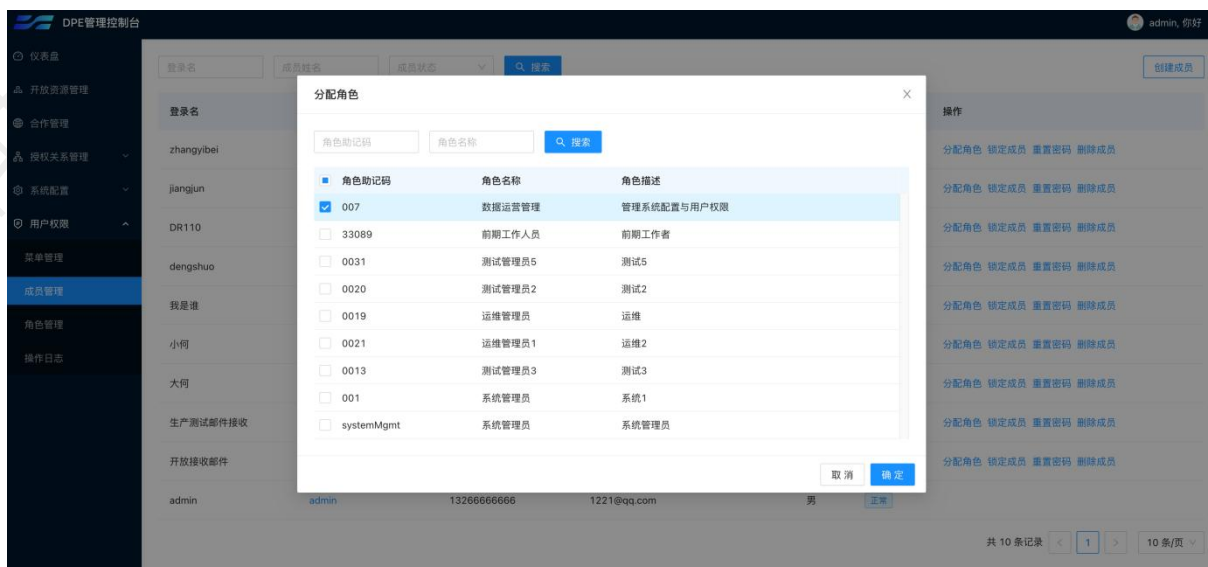 DPE管理控制台
admin, 你好
仪表盘
开放资源管理
合作管理
授权关系管理
系统配置
用户权限
菜单管理
成员管理
角色管理
操作日志
登录名 成员姓名 成员状态 搜索 创建成员
登录名 操作
zhangyibei 分配角色 锁定成员 重置密码 删除成员
jiangjun 分配角色 锁定成员 重置密码 删除成员
DR110 分配角色 锁定成员 重置密码 删除成员
dengshuo 分配角色 锁定成员 重置密码 删除成员
我是谁 分配角色 锁定成员 重置密码 删除成员
小何 分配角色 锁定成员 重置密码 删除成员
大何 分配角色 锁定成员 重置密码 删除成员
生产测试邮件接收 分配角色 锁定成员 重置密码 删除成员
开放接收邮件 分配角色 锁定成员 重置密码 删除成员
admin admin 13266666666 1221@qq.com 男 正常
共 10 条记录 < 1 > 10 条/页
分配角色
角色助记码 角色名称 搜索
角色助记码 角色名称 角色描述
007 数据运营管理 管理系统配置与用户权限
33089 前期工作人员 前期工作者
0031 测试管理员5 测试5
0020 测试管理员2 测试2
0019 运维管理员 运维
0021 运维管理员1 运维2
0013 测试管理员3 测试3
001 系统管理员 系统1
systemMgmt 系统管理员 系统管理员
取 消 确 定